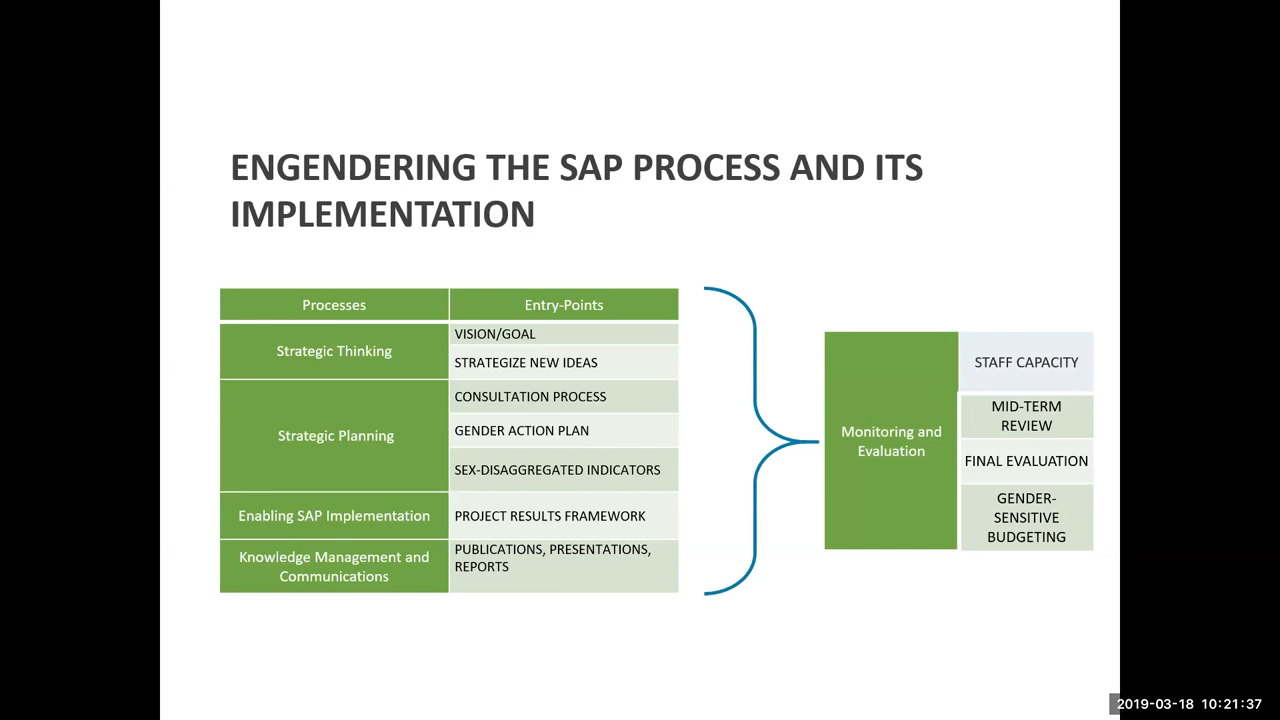 ENGENDERING THE SAP PROCESS AND ITS
IMPLEMENTATION
Processes
Entry-Points
Strategic Thinking
VISION/GOAL
STRATEGIZE NEW IDEAS
Strategic Planning
CONSULTATION PROCESS
GENDER ACTION PLAN
SEX-DISAGGREGATED INDICATORS
Enabling SAP Implementation
PROJECT RESULTS FRAMEWORK
Knowledge Management and
Communications
PUBLICATIONS, PRESENTATIONS,
REPORTS
Monitoring and
Evaluation
STAFF CAPACITY
MID-TERM
REVIEW
FINAL EVALUATION
GENDER-
SENSITIVE
BUDGETING
2019-03-18 10:21:37